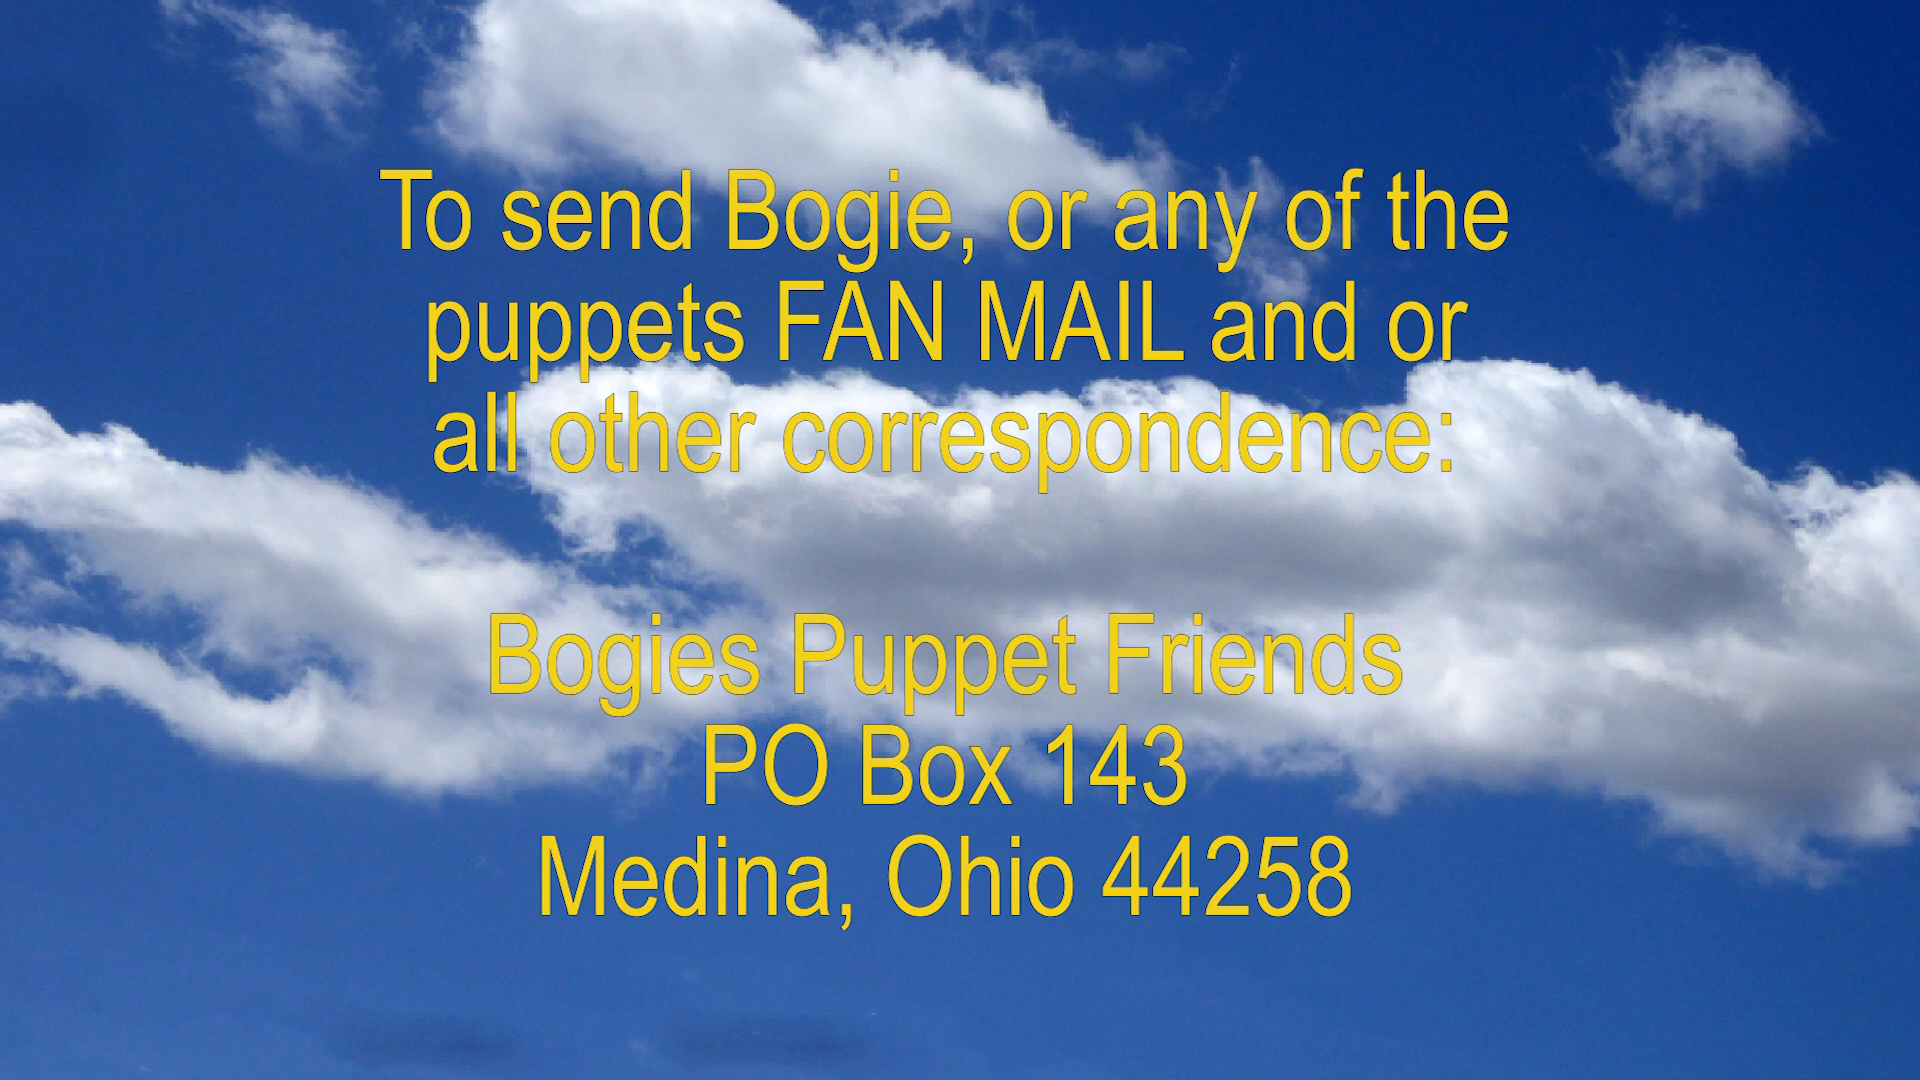 To send Bogie, or any of the
puppets FAN MAIL and or
all other correspondence:
Bogies Puppet Friends
PO Box 143
Medina, Ohio 44258